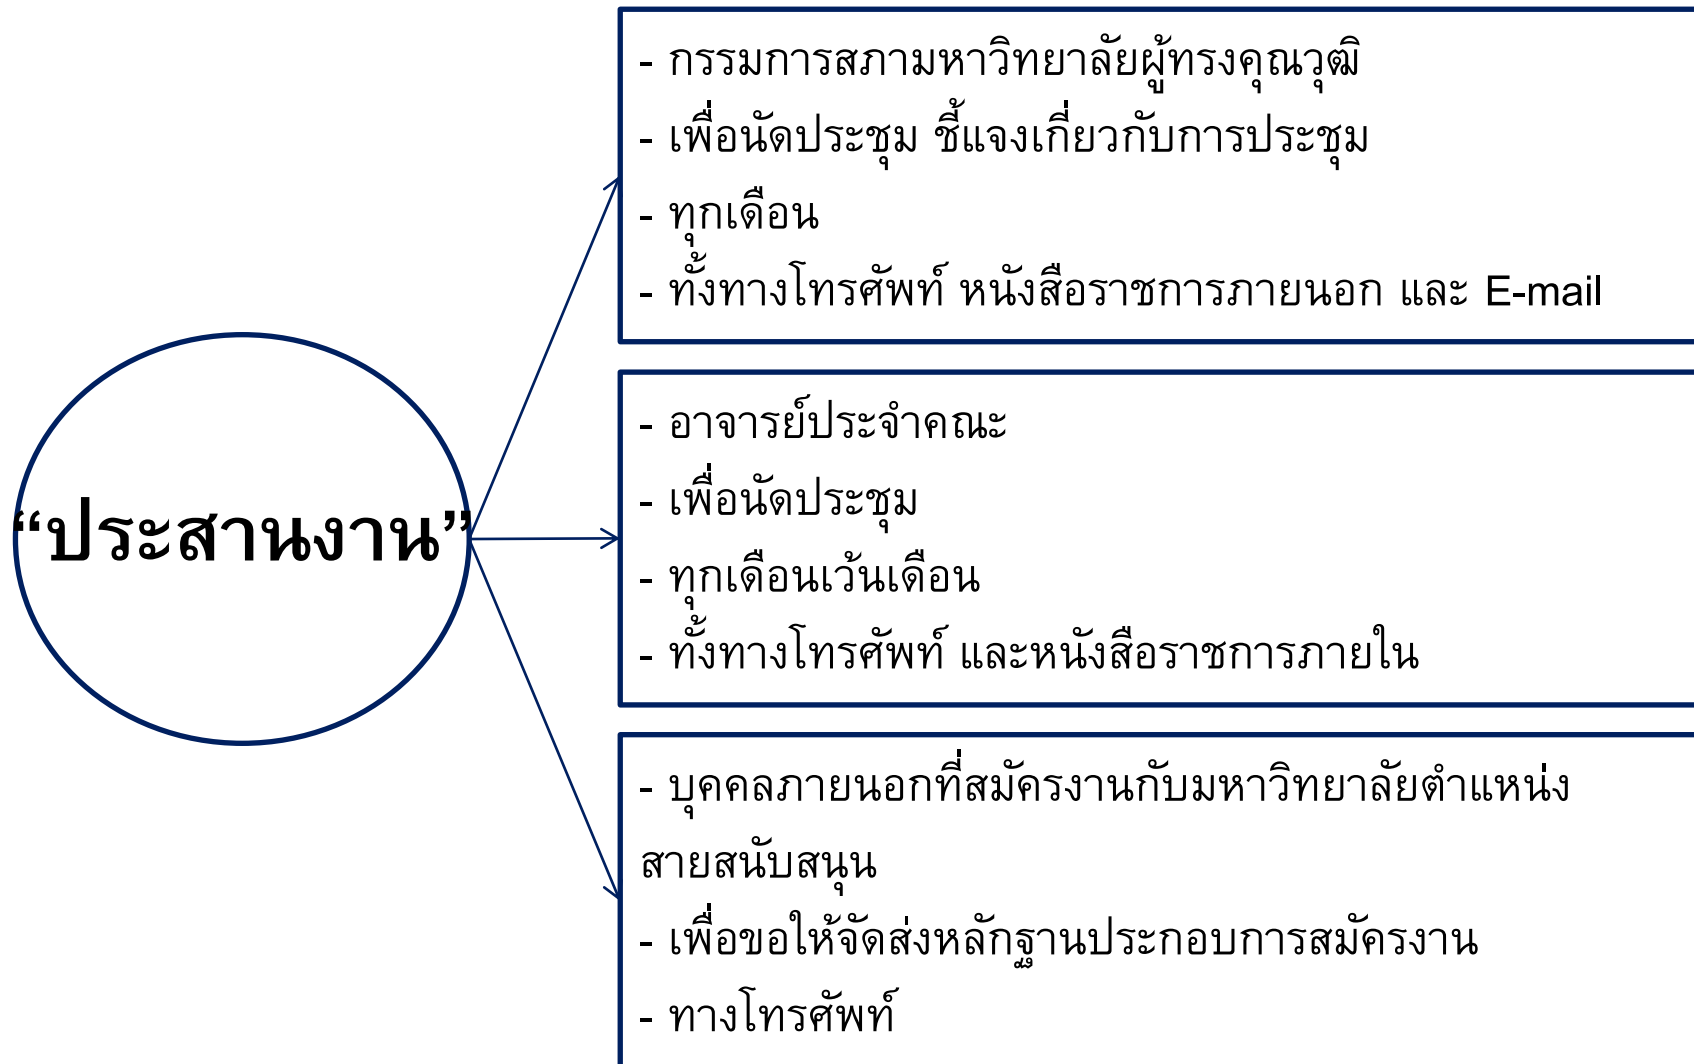 “ประสานงาน”
- กรรมการสภามหาวิทยาลัยผู้ทรงคุณวุฒิ
- เพื่อนัดประชุม ชี้แจงเกี่ยวกับการประชุม
- ทุกเดือน
- ทั้งทางโทรศัพท์ หนังสือราชการภายนอก และ E-mail
- อาจารย์ประจำคณะ
- เพื่อนัดประชุม
- ทุกเดือนเว้นเดือน
- ทั้งทางโทรศัพท์ และหนังสือราชการภายใน
- บุคคลภายนอกที่สมัครงานกับมหาวิทยาลัยตำแหน่ง
สายสนับสนุน
- เพื่อขอให้จัดส่งหลักฐานประกอบการสมัครงาน
- ทางโทรศัพท์